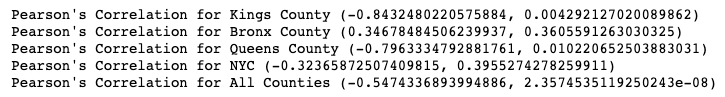 Pearson's Correlation for Kings County (-0.8432480220575884, 0.004292127020089862)
Pearson's Correlation for Bronx County (0.34678484506239937, 0.3605591263030325)
Pearson's Correlation for Queens County (-0.7963334792881761, 0.010220652503883031)
Pearson's Correlation for NYC (-0.32365872507409815, 0.3955274278259911)
Pearson's Correlation for All Counties (-0.5474336893994886, 2.3574535119250243e-08)